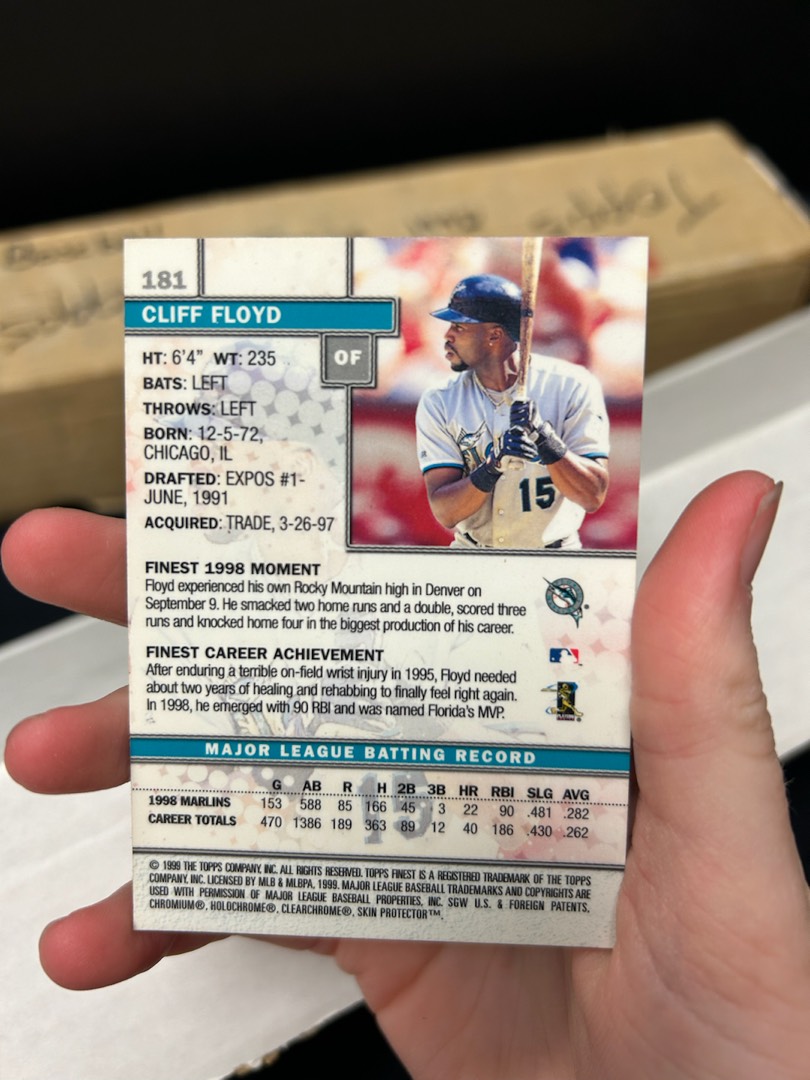 Topps
181
CLIFF FLOYD
OF
HT: 6'4" WT: 235
BATS: LEFT
THROWS: LEFT
BORN: 12-5-72,
CHICAGO, IL
DRAFTED: EXPOS #1-
JUNE, 1991
ACQUIRED: TRADE, 3-26-97
15
FINEST 1998 MOMENT
Floyd experienced his own Rocky Mountain high in Denver on
September 9. He smacked two home runs and a double, scored three
runs and knocked home four in the biggest production of his career.
FINEST CAREER ACHIEVEMENT
After enduring a terrible on-field wrist injury in 1995, Floyd needed
about two years of healing and rehabbing to finally feel right again.
In 1998, he emerged with 90 RBI and was named Florida's MVP.
MAJOR LEAGUE BATTING RECORD
G AB R H 2B 3B HR RBI SLG AVG
1998 MARLINS 153 588 85 166 45 3 22 90 .481 .282
CAREER TOTALS 470 1386 189 363 89 12 40 186 .430 .262
© 1999 THE TOPPS COMPANY, INC. ALL RIGHTS RESERVED. TOPPS FINEST IS A REGISTERED TRADEMARK OF THE TOPPS
COMPANY, INC. LICENSED BY MLB & MLBPA, 1999. MAJOR LEAGUE BASEBALL TRADEMARKS AND COPYRIGHTS ARE
USED WITH PERMISSION OF MAJOR LEAGUE BASEBALL PROPERTIES, INC. SGW U.S. & FOREIGN PATENTS.
CHROMIUM®, HOLOCHROME®, CLEARCHROME®, SKIN PROTECTOR™.